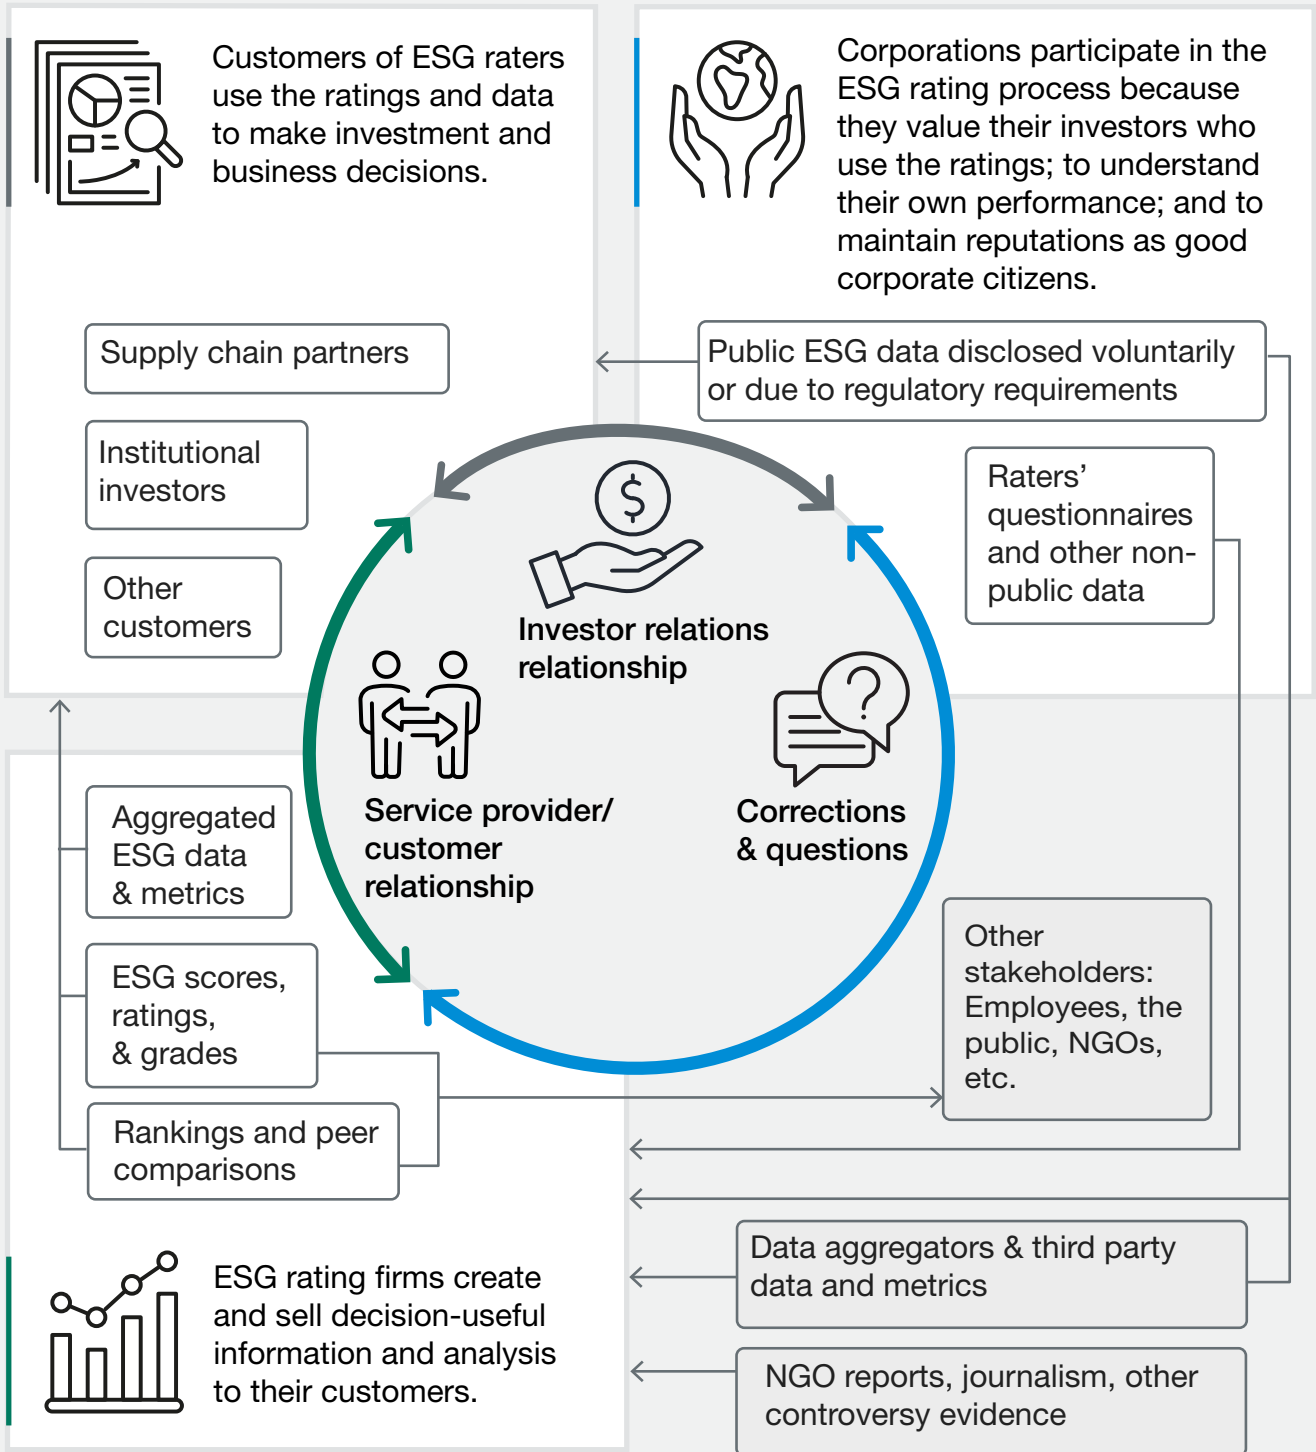 Customers of ESG raters
use the ratings and data
to make investment and
business decisions.
Corporations participate in the
ESG rating process because
they value their investors who
use the ratings; to understand
their own performance; and to
maintain reputations as good
corporate citizens.
Supply chain partners
Institutional
investors
Other
customers
Public ESG data disclosed voluntarily
or due to regulatory requirements
Raters’
questionnaires
and other non-
public data
$
Investor relations
relationship
Service provider/
customer
relationship
?
Corrections
& questions
Aggregated
ESG data
& metrics
ESG scores,
ratings,
& grades
Rankings and peer
comparisons
Other
stakeholders:
Employees, the
public, NGOs,
etc.
Data aggregators & third party
data and metrics
NGO reports, journalism, other
controversy evidence
ESG rating firms create
and sell decision-useful
information and analysis
to their customers.